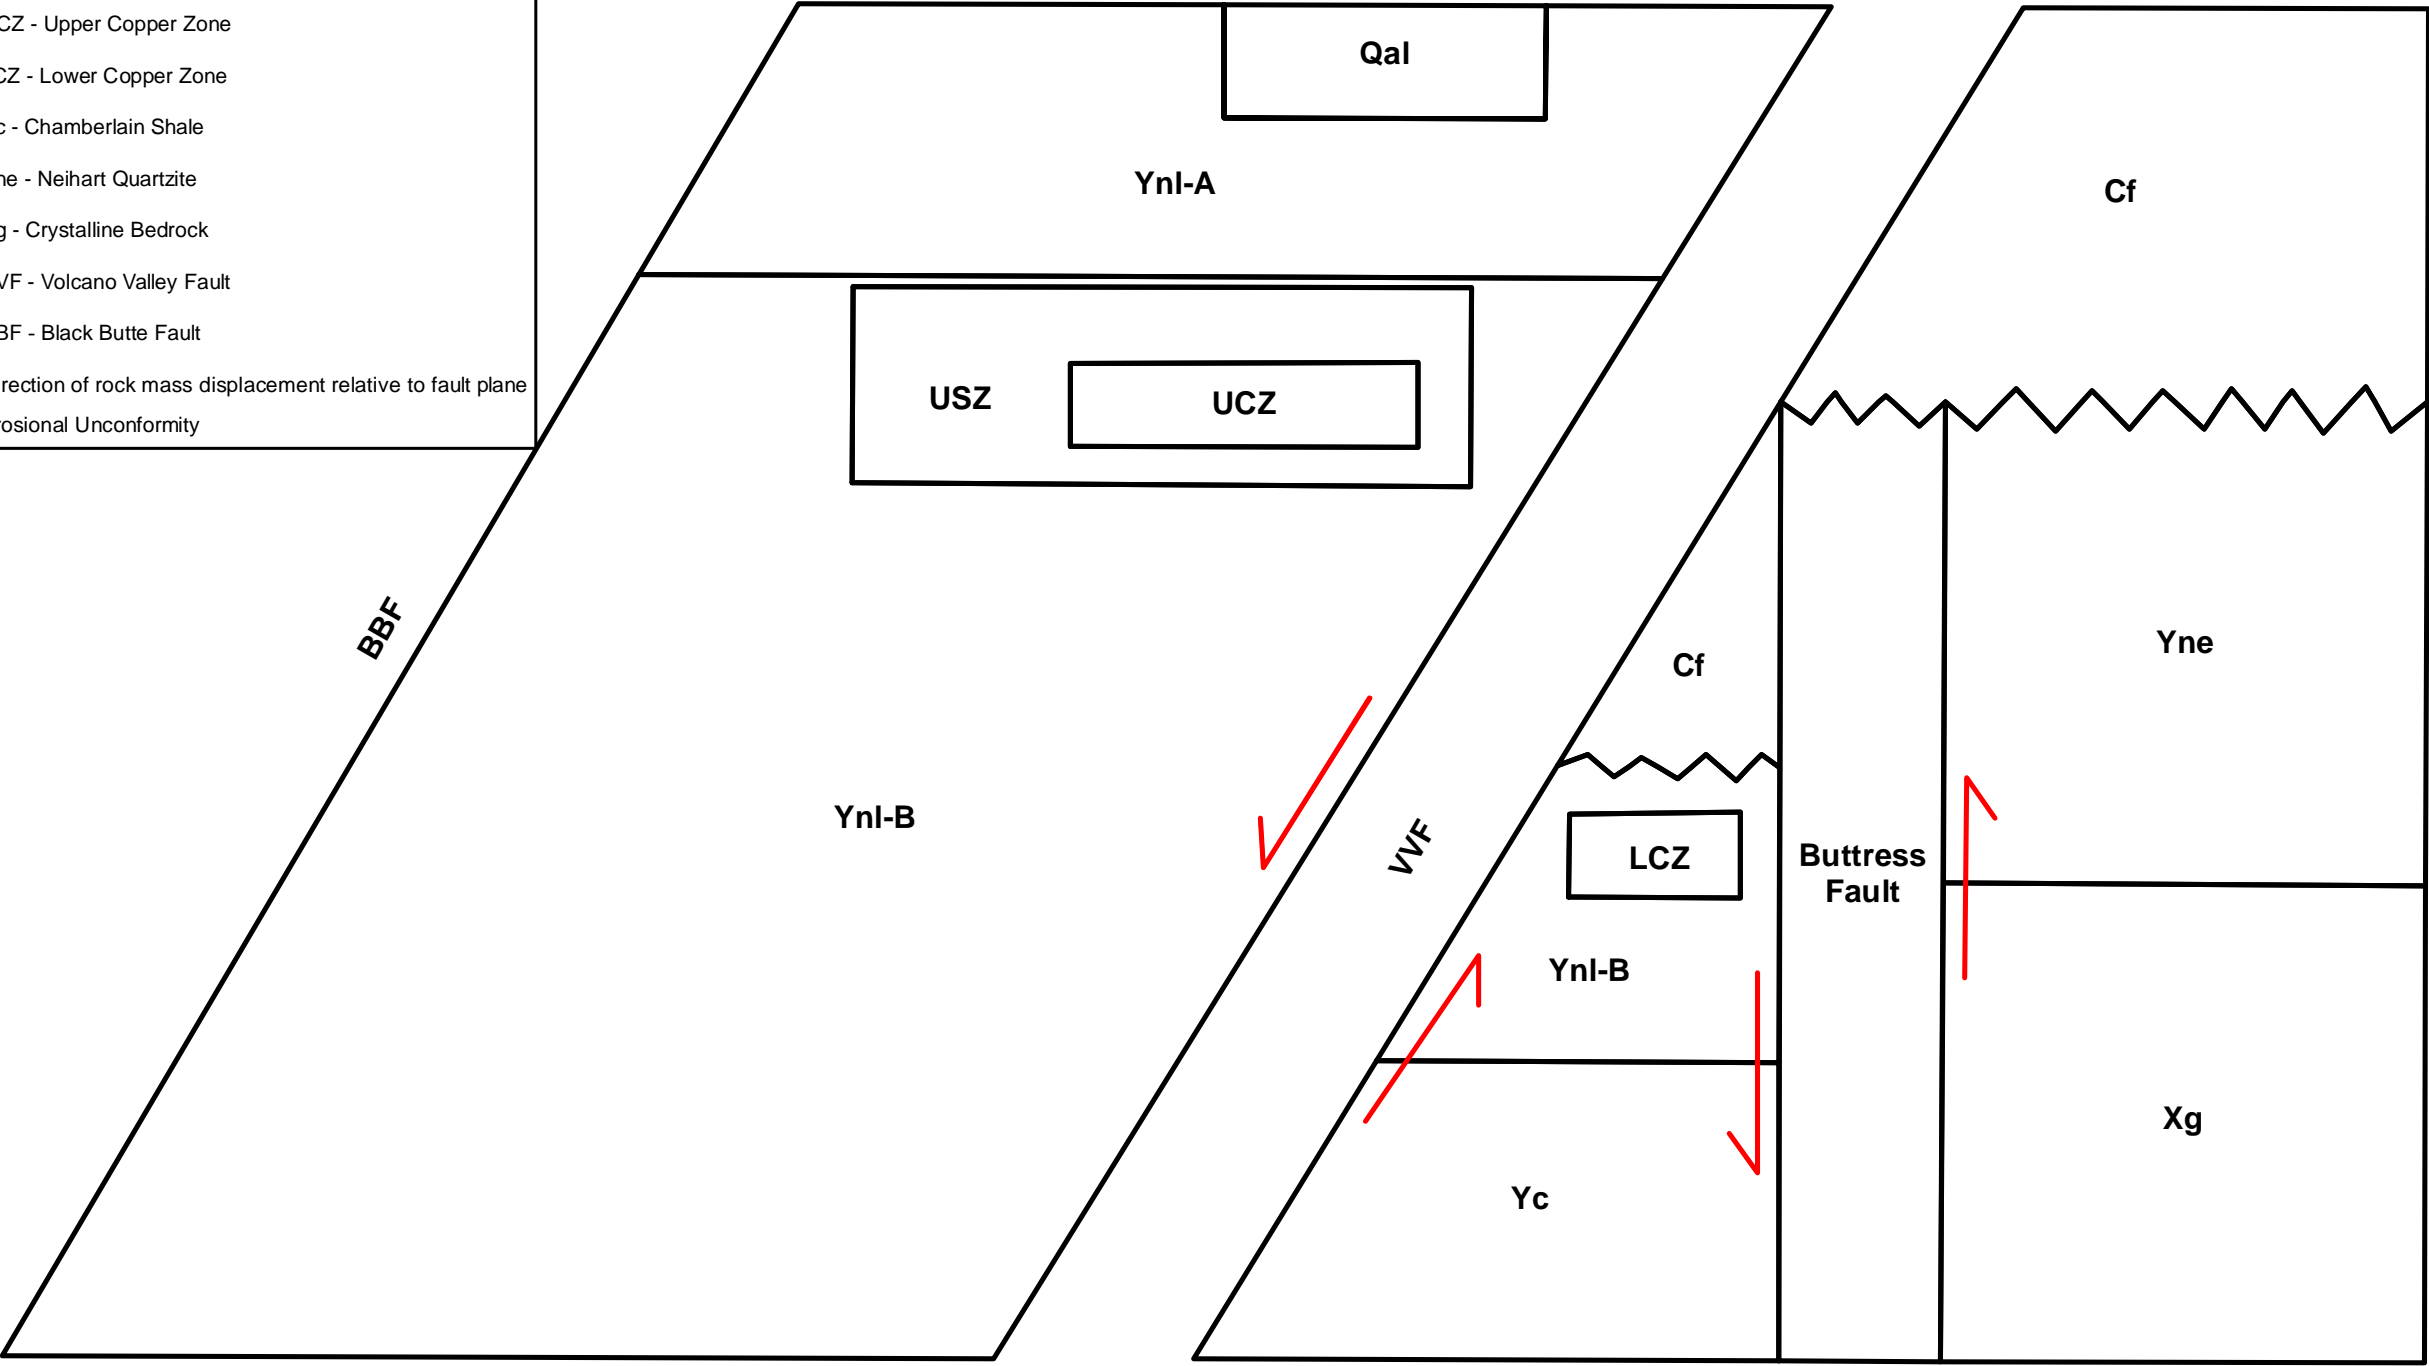 CZ - Upper Copper Zone
CZ - Lower Copper Zone
c - Chamberlain Shale
ne - Neihart Quartzite
g - Crystalline Bedrock
VF - Volcano Valley Fault
BF - Black Butte Fault
rection of rock mass displacement relative to fault plane
rosional Unconformity
Qal
Ynl-A
Cf
USZ
UCZ
BBF
Yne
Cf
Ynl-B
VVF
LCZ
Buttress
Fault
Ynl-B
Xg
Yc